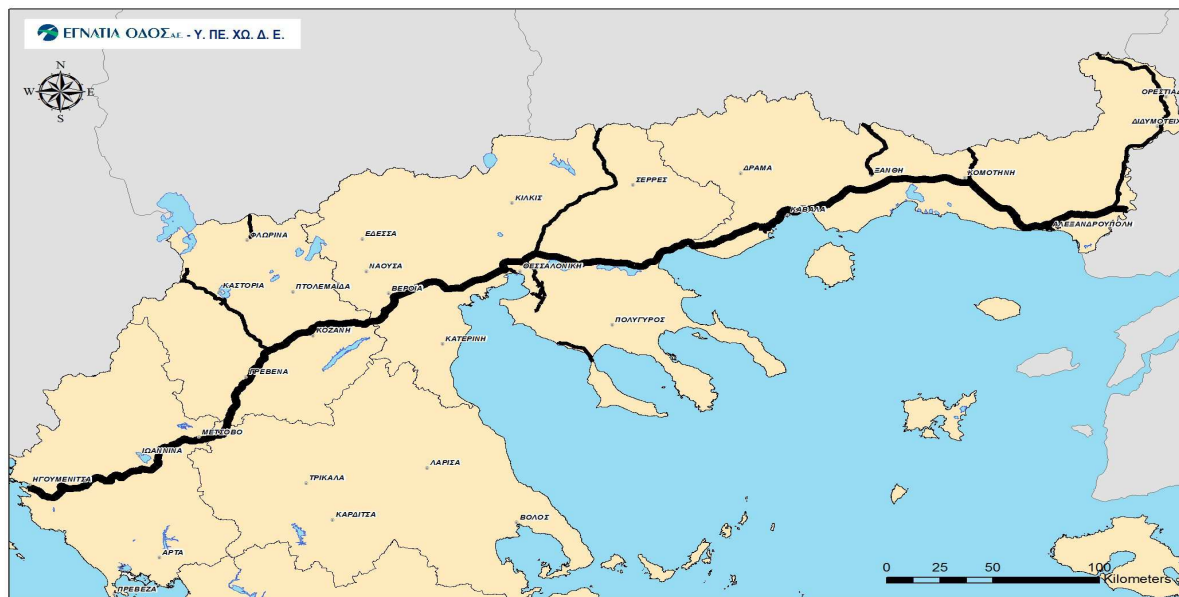 ΕΓΝΑΤΙΑ ΟΔΟΣ Α.Ε. - Υ. ΠΕ. ΧΩ. Δ. Ε.
N
W E
S
ΟΡΕΣΤΙΑΔ
ΔΙΔΥΜΟΤΕΙΧ
ΔΡΑΜΑ
ΞΑΝΘΗ
ΚΟΜΟΤΗΝΗ
ΣΕΡΡΕΣ
ΚΙΛΚΙΣ
ΚΑΒΑΛΑ
ΑΛΕΞΑΝΔΡΟΥΠΟΛΗ
ΦΛΩΡΙΝΑ
ΕΔΕΣΣΑ
ΝΑΟΥΣΑ
ΘΕΣΣΑΛΟΝΙΚΗ
ΚΑΣΤΟΡΙΑ
ΠΤΟΛΕΜΑΙΔΑ
ΒΕΡΟΙΑ
ΠΟΛΥΓΥΡΟΣ
ΚΟΖΑΝΗ
ΚΑΤΕΡΙΝΗ
ΓΡΕΒΕΝΑ
ΜΕΤΣΟΒΟ
ΙΩΑΝΝΙΝΑ
ΛΑΡΙΣΑ
ΗΓΟΥΜΕΝΙΤΣΑ
ΤΡΙΚΑΛΑ
ΚΑΡΔΙΤΣΑ
ΒΟΛΟΣ
ΑΡΤΑ
ΠΡΕΒΕΖΑ
0 25 50 100
Kilometers